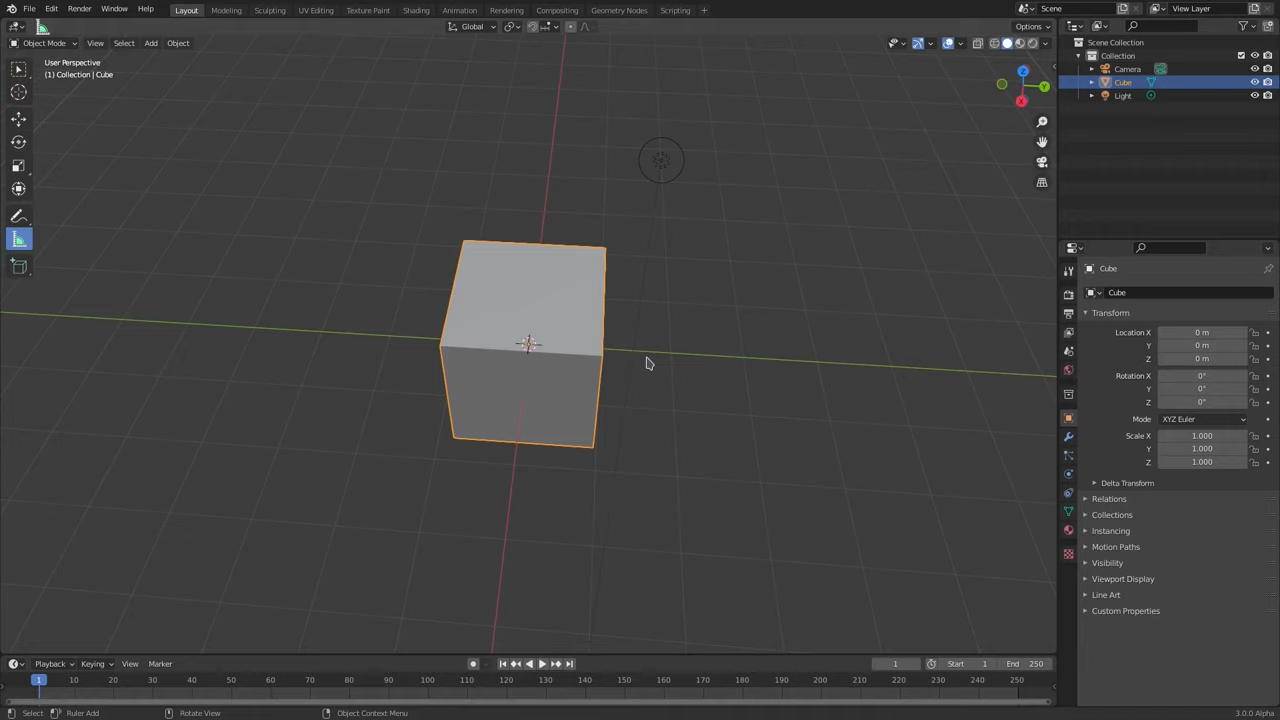 File Edit Render Window Help Layout Modeling Sculpting UV Editing Texture Paint Shading Animation Rendering Compositing Geometry Nodes Scripting Scene View Layer
Global Options
Object Mode View Select Add Object
User Perspective
(1) Collection | Cube
Z
Y
X
Scene Collection
Collection
Camera
Cube
Light
Cube
Cube
Transform
Location X 0 m
Y 0 m
Z 0 m
Rotation X 0°
Y 0°
Z 0°
Mode XYZ Euler
Scale X 1.000
Y 1.000
Z 1.000
Delta Transform
Relations
Collections
Instancing
Motion Paths
Visibility
Viewport Display
Line Art
Custom Properties
Playback Keying View Marker 1 Start 1 End 250
1 10 20 30 40 50 60 70 80 90 100 110 120 130 140 150 160 170 180 190 200 210 220 230 240 250
Select Ruler Add Rotate View Object Context Menu 3.0.0 Alpha